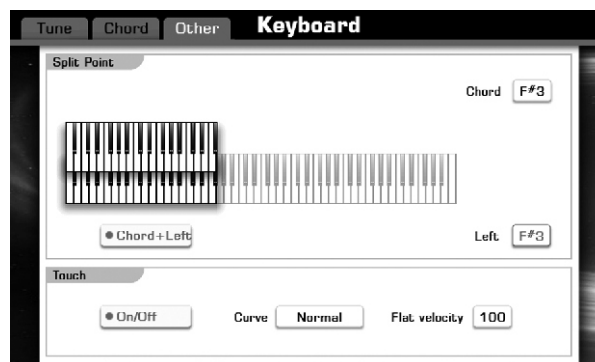 Tune Chord Other Keyboard
Split Point
Chord F#3
Chord+Left Left F#3
Touch
On/Off Curve Normal Flat velocity 100